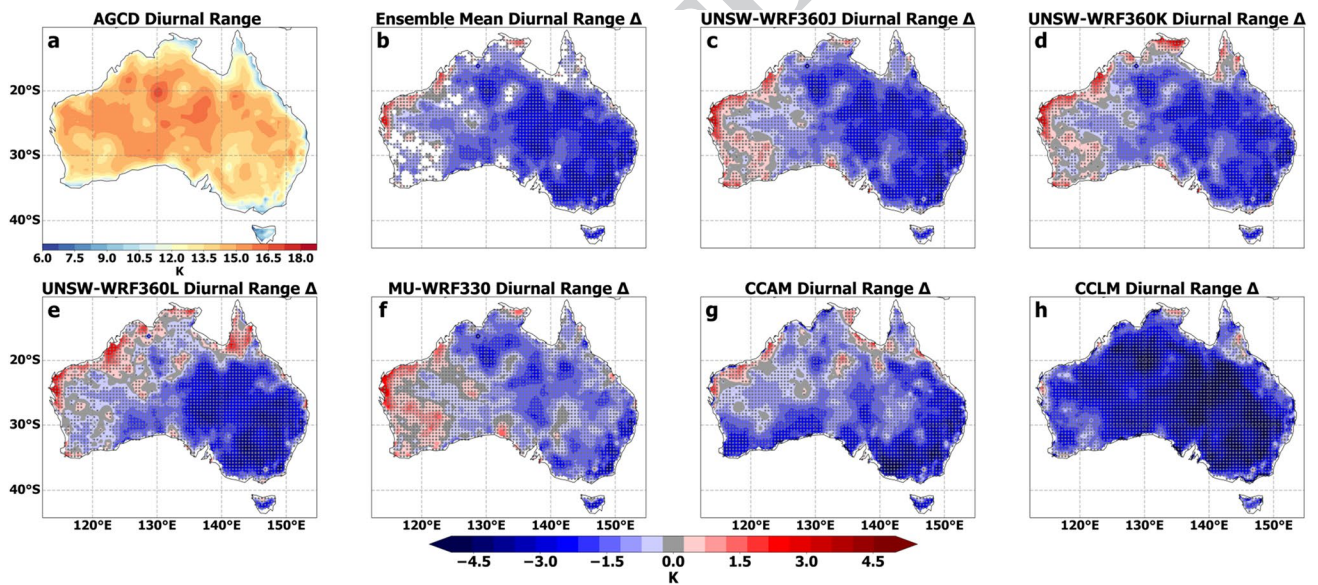 AGCD Diurnal Range
Ensemble Mean Diurnal Range Δ
UNSW-WRF360J Diurnal Range Δ
UNSW-WRF360K Diurnal Range Δ
a
b
c
d
20°S
30°S
40°S
6.0 7.5 9.0 10.5 12.0 13.5 15.0 16.5 18.0
K
UNSW-WRF360L Diurnal Range Δ
MU-WRF330 Diurnal Range Δ
CCAM Diurnal Range Δ
CCLM Diurnal Range Δ
e
f
g
h
20°S
30°S
40°S
120°E 130°E 140°E 150°E
120°E 130°E 140°E 150°E
120°E 130°E 140°E 150°E
120°E 130°E 140°E 150°E
−4.5 −3.0 −1.5 0.0 1.5 3.0 4.5
K